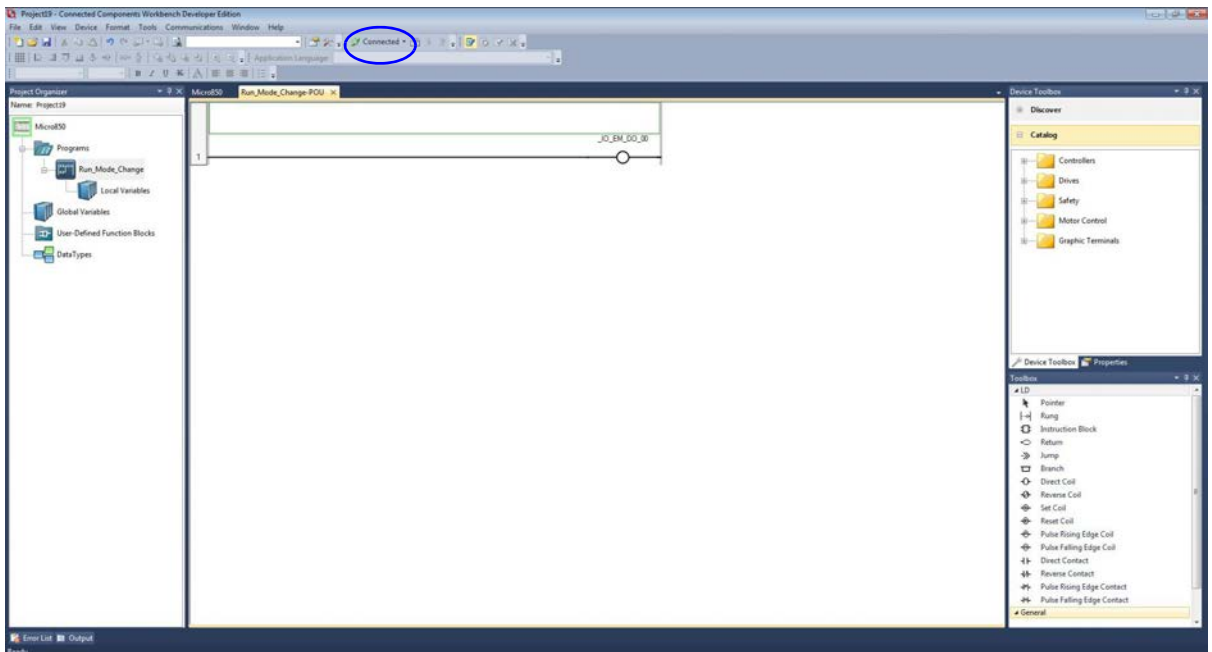 Project19 - Connected Components Workbench Developer Edition
File Edit View Device Format Tools Communications Window Help
Connected
Application Language
Project Organizer
Name: Project19
Micro850
Programs
Run_Mode_Change
Local Variables
Global Variables
User-Defined Function Blocks
DataTypes
Micro850 Run_Mode_Change-POU
_IO_EM_DO_00
1
Device Toolbox
Discover
Catalog
Controllers
Drives
Safety
Motor Control
Graphic Terminals
Device Toolbox Properties
Toolbox
LD
Pointer
Rung
Instruction Block
Return
Jump
Branch
Direct Coil
Reverse Coil
Set Coil
Reset Coil
Pulse Rising Edge Coil
Pulse Falling Edge Coil
Direct Contact
Reverse Contact
Pulse Rising Edge Contact
Pulse Falling Edge Contact
General
Error List Output
Ready